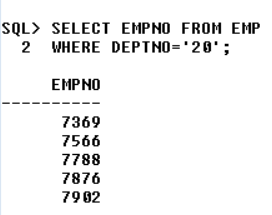 SQL> SELECT EMPNO FROM EMP
  2  WHERE DEPTNO='20';
     EMPNO
----------
      7369
      7566
      7788
      7876
      7902